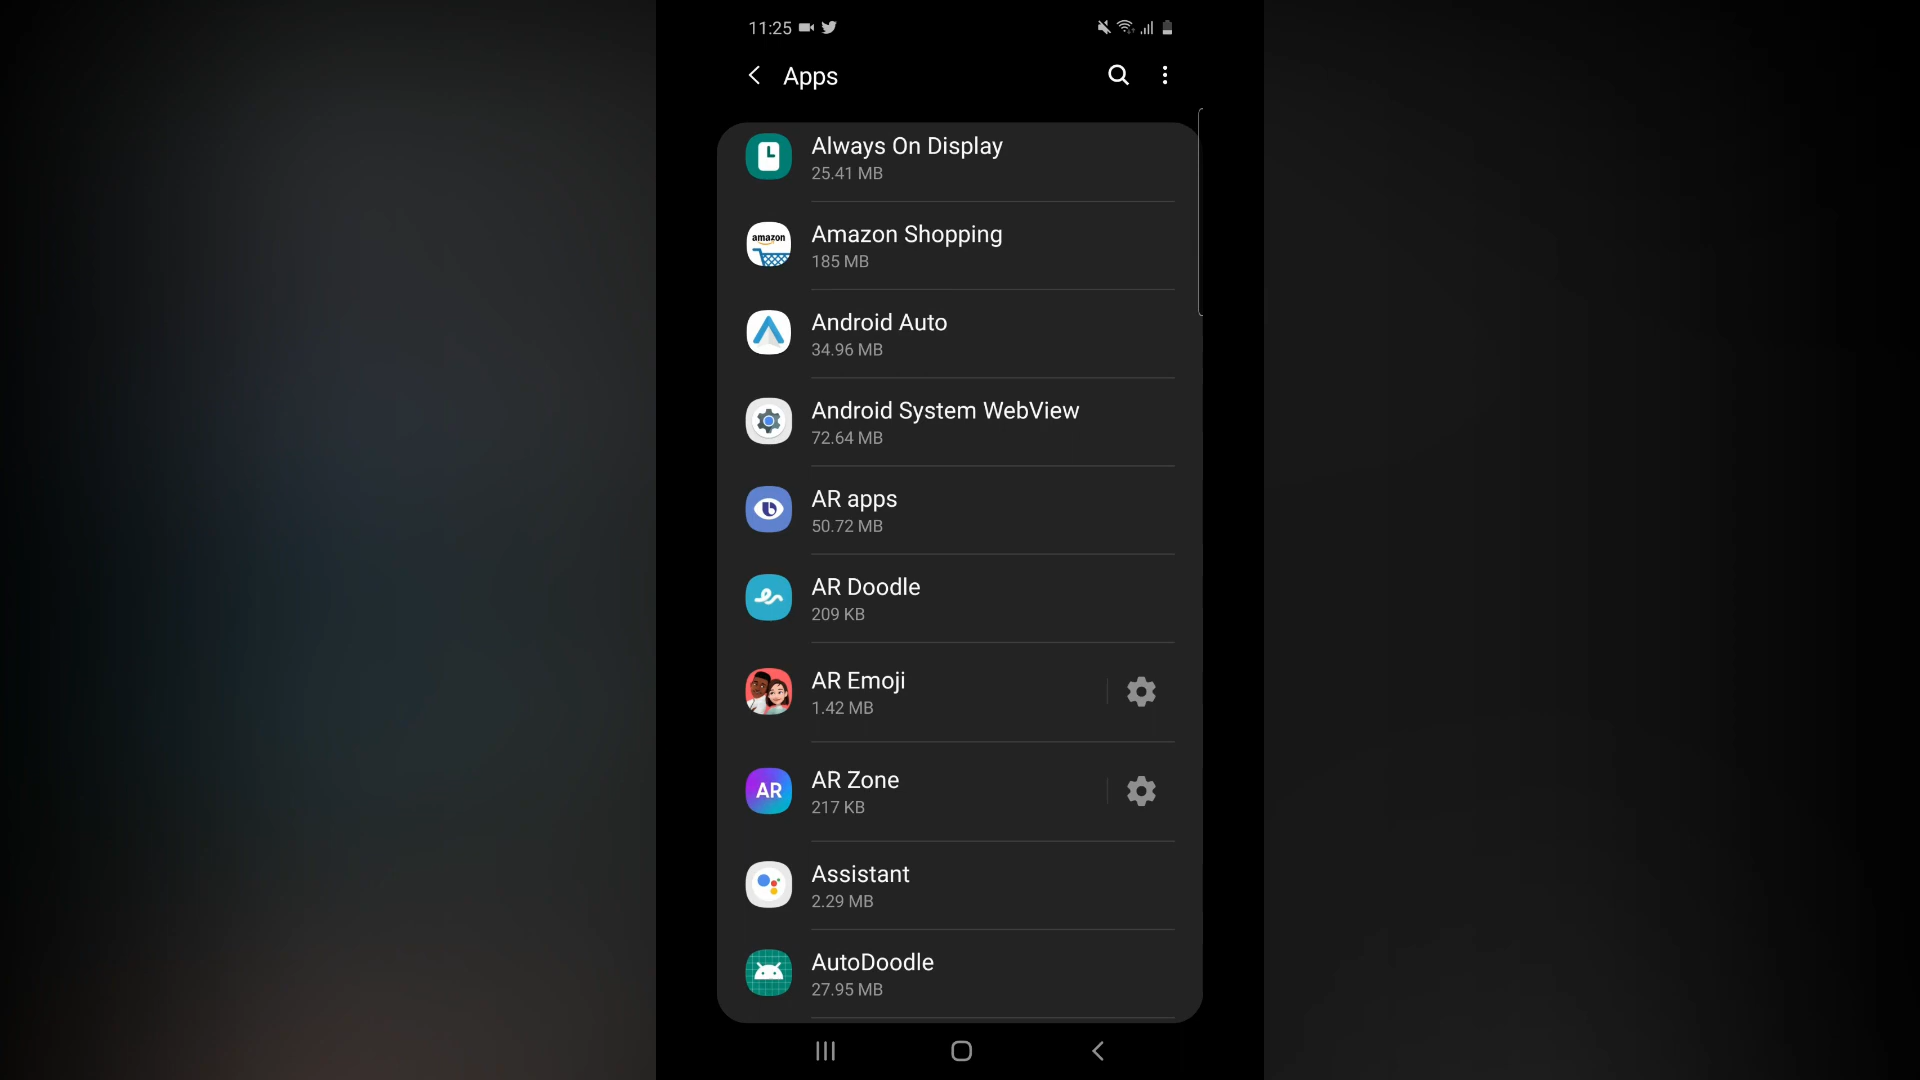 11:25
Apps
Always On Display
25.41 MB
amazon
Amazon Shopping
185 MB
Android Auto
34.96 MB
Android System WebView
72.64 MB
AR apps
50.72 MB
AR Doodle
209 KB
AR Emoji
1.42 MB
AR
AR Zone
217 KB
Assistant
2.29 MB
AutoDoodle
27.95 MB